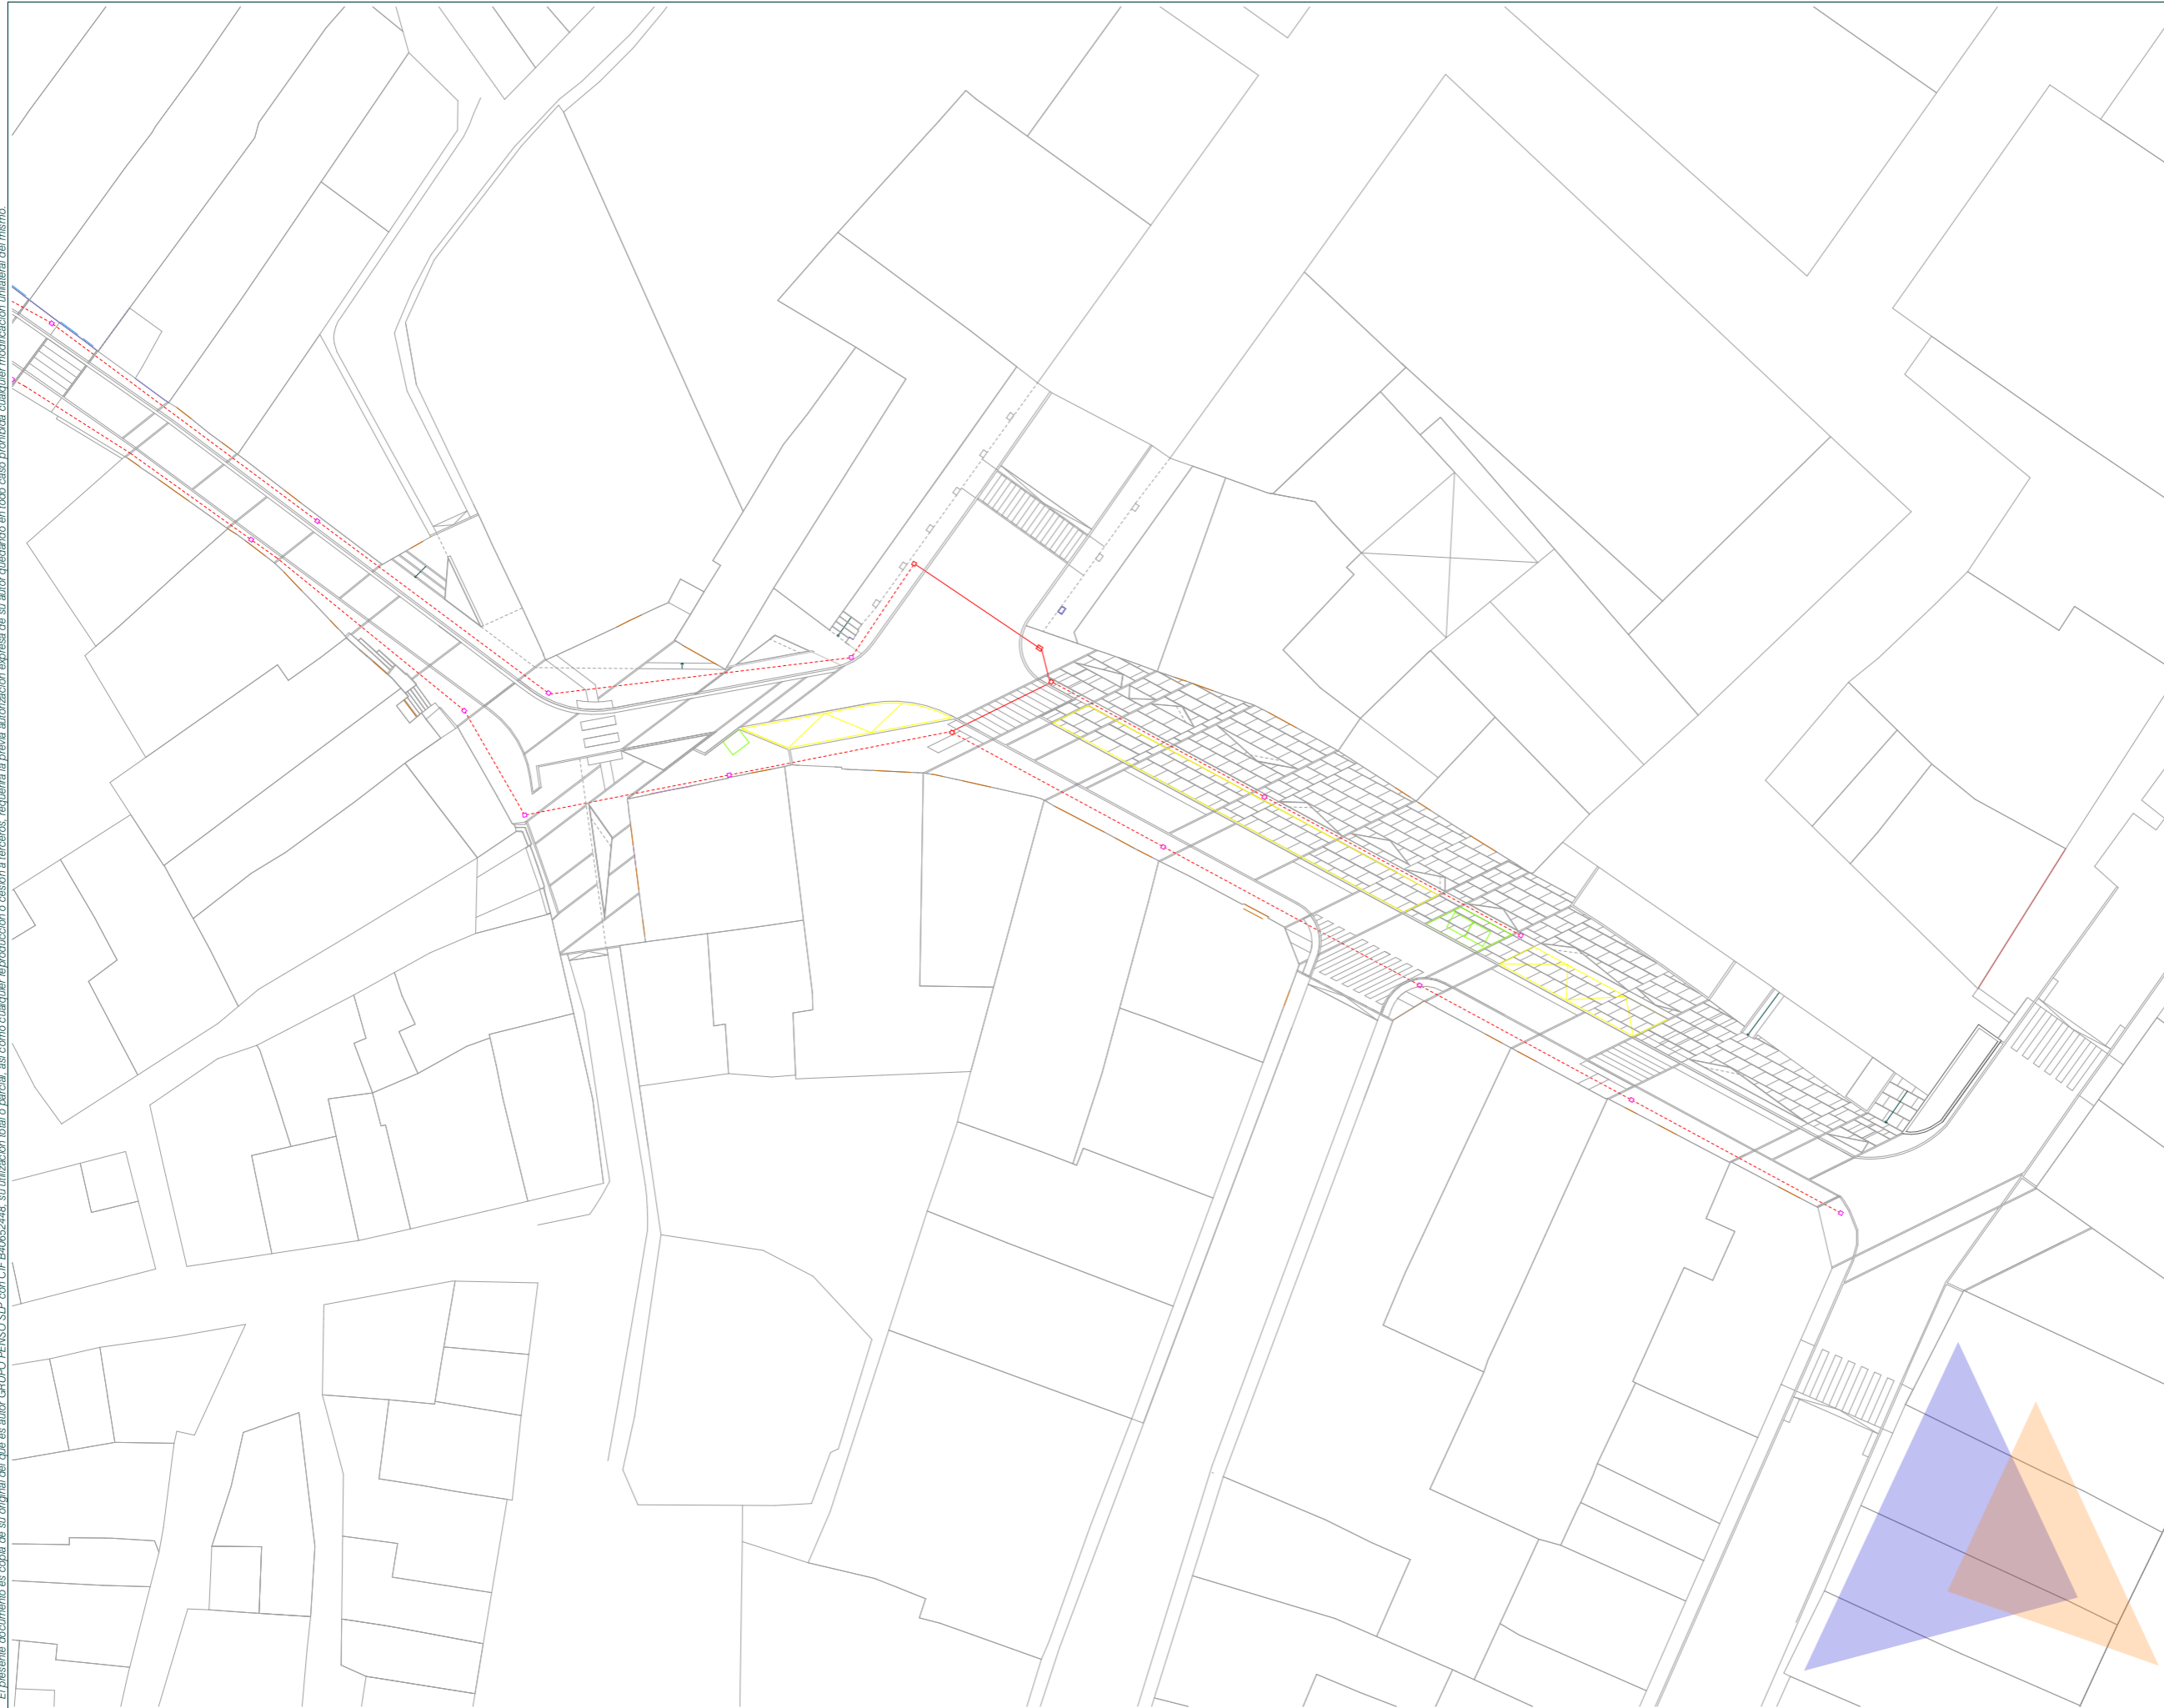 El presente documento es copia de su original del que es autor GRUPO PENSO SLP con CIF B40652448, su utilización total o parcial, así como cualquier reproducción o cesión a terceros, requerirá la previa autorización expresa de su autor quedando en todo caso prohibida cualquier modificación unilateral del mismo.